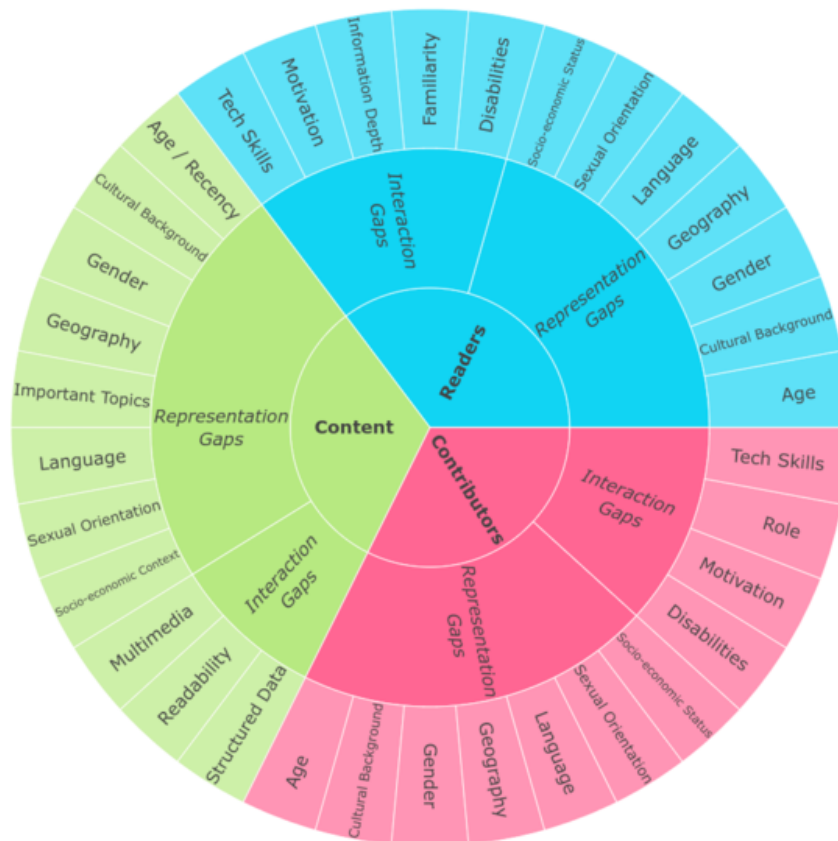 Readers
Interaction
Gaps
Tech Skills
Motivation
Information Depth
Familiarity
Disabilities
Representation
Gaps
Socio-economic Status
Sexual Orientation
Language
Geography
Gender
Cultural Background
Age
Contributors
Interaction
Gaps
Tech Skills
Role
Motivation
Disabilities
Representation
Gaps
Socio-economic Status
Sexual Orientation
Language
Geography
Gender
Cultural Background
Age
Content
Interaction
Gaps
Structured Data
Readability
Multimedia
Representation
Gaps
Socio-economic Context
Sexual Orientation
Language
Important Topics
Geography
Gender
Cultural Background
Age / Recency